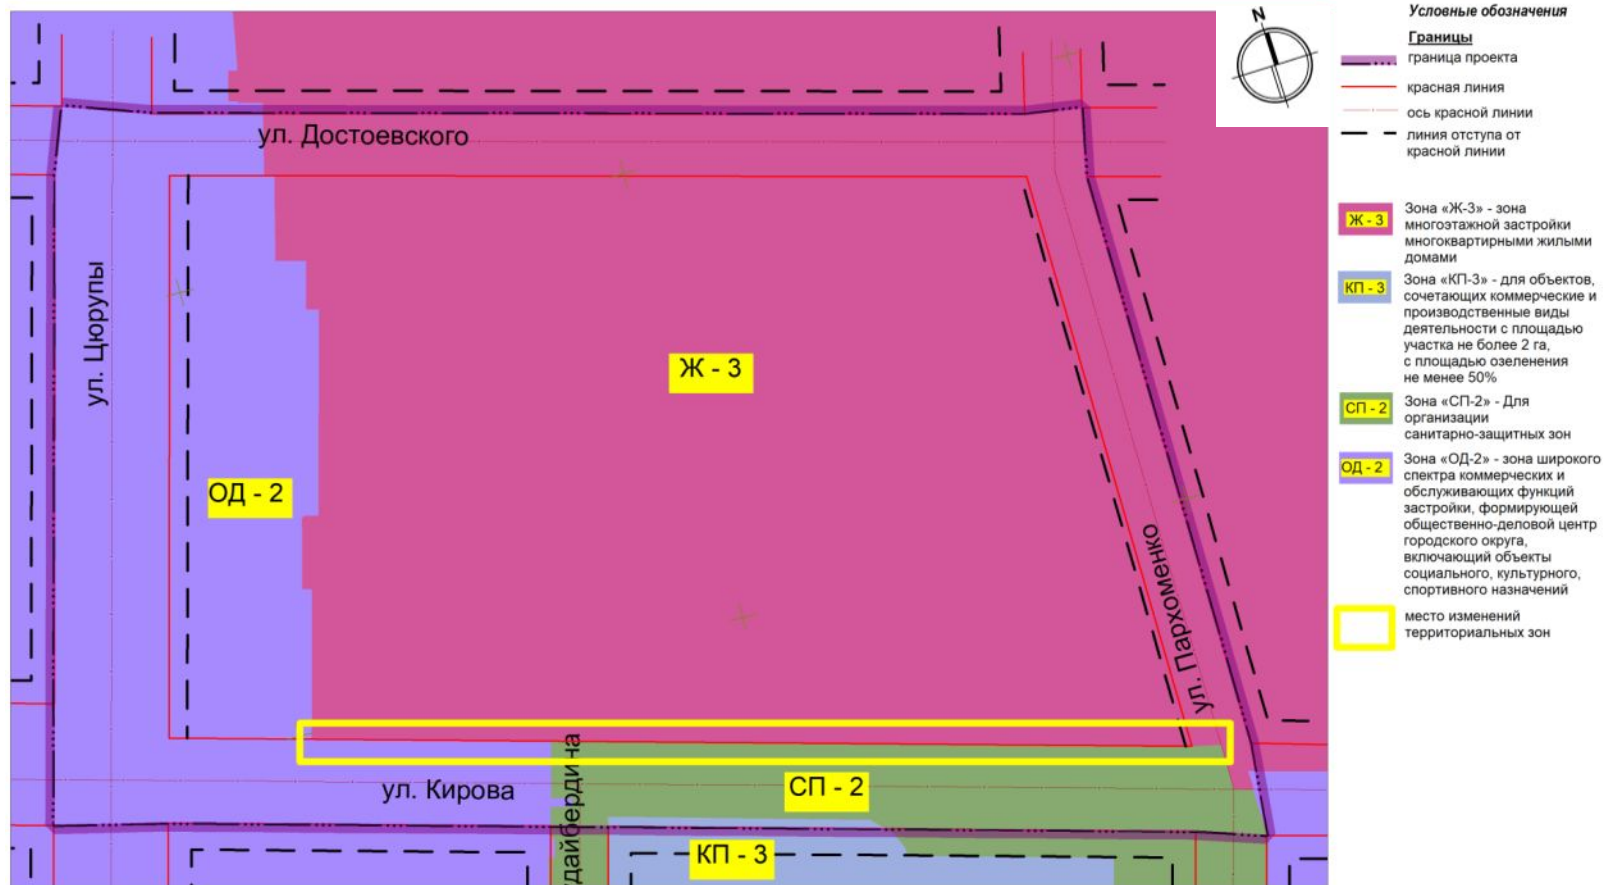 ул. Достоевского
ул. Цюрупы
Ж - 3
ОД - 2
ул. Пархоменко
ул. Кирова
удайбердина
СП - 2
КП - 3
N
Условные обозначения
Границы
граница проекта
красная линия
ось красной линии
линия отступа от
красной линии
Ж - 3
Зона «Ж-3» - зона
многоэтажной застройки
многоквартирными жилыми
домами
КП - 3
Зона «КП-3» - для объектов,
сочетающих коммерческие и
производственные виды
деятельности с площадью
участка не более 2 га,
с площадью озеленения
не менее 50%
СП - 2
Зона «СП-2» - Для
организации
санитарно-защитных зон
ОД - 2
Зона «ОД-2» - зона широкого
спектра коммерческих и
обслуживающих функций
застройки, формирующей
общественно-деловой центр
городского округа,
включающий объекты
социального, культурного,
спортивного назначений
место изменений
территориальных зон